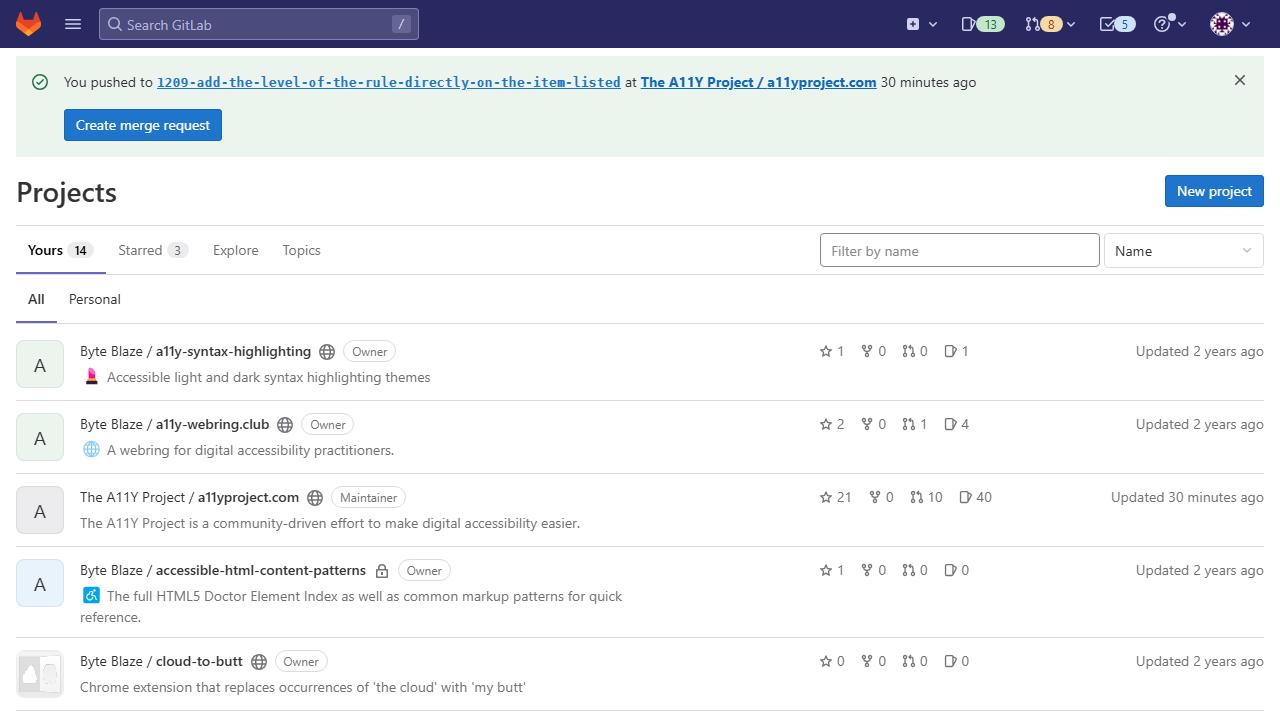 Search GitLab /
13
8
5
You pushed to 1209-add-the-level-of-the-rule-directly-on-the-item-listed at The A11Y Project / a11yproject.com 30 minutes ago
Create merge request
Projects
New project
Yours 14 Starred 3 Explore Topics
Filter by name
Name
All Personal
A
Byte Blaze / a11y-syntax-highlighting Owner
1 0 0 1
Updated 2 years ago
Accessible light and dark syntax highlighting themes
A
Byte Blaze / a11y-webring.club Owner
2 0 1 4
Updated 2 years ago
A webring for digital accessibility practitioners.
A
The A11Y Project / a11yproject.com Maintainer
21 0 10 40
Updated 30 minutes ago
The A11Y Project is a community-driven effort to make digital accessibility easier.
A
Byte Blaze / accessible-html-content-patterns Owner
1 0 0 0
Updated 2 years ago
The full HTML5 Doctor Element Index as well as common markup patterns for quick
reference.
Byte Blaze / cloud-to-butt Owner
0 0 0 0
Updated 2 years ago
Chrome extension that replaces occurrences of 'the cloud' with 'my butt'